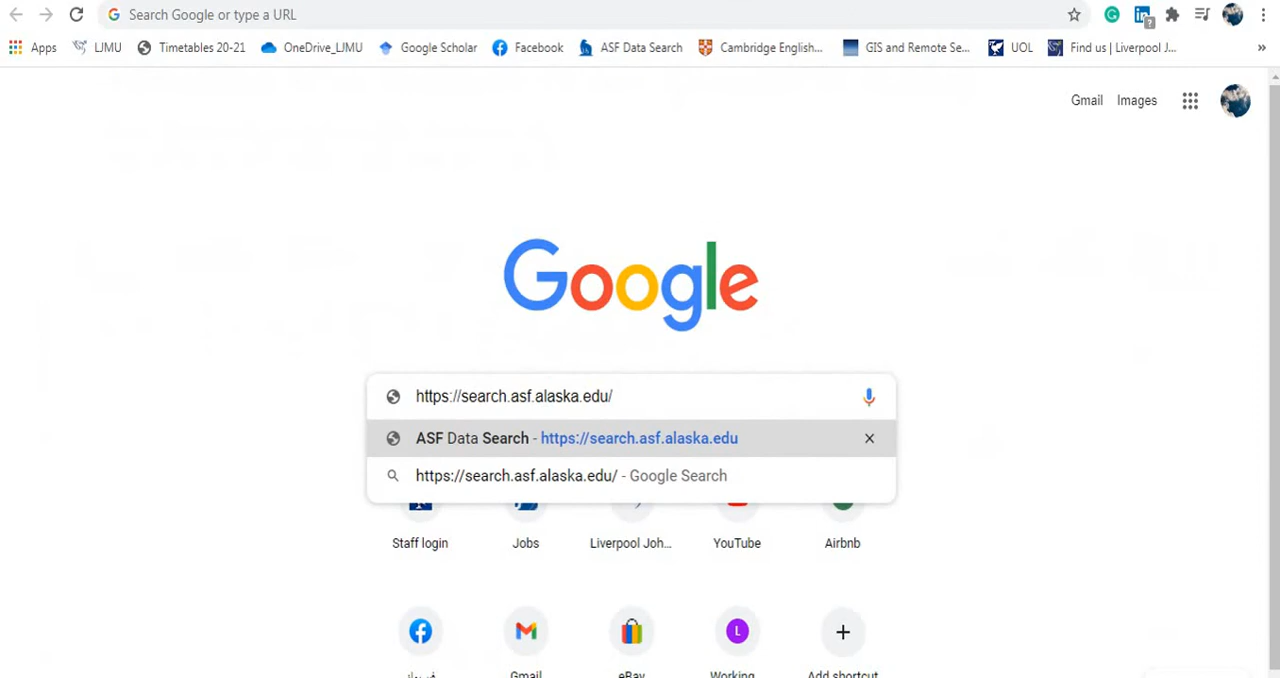 Search Google or type a URL
Apps LJMU Timetables 20-21 OneDrive_LJMU Google Scholar Facebook ASF Data Search Cambridge English... GIS and Remote Se... UOL Find us | Liverpool J... »
Gmail Images
Google
https://search.asf.alaska.edu/
ASF Data Search - https://search.asf.alaska.edu
https://search.asf.alaska.edu/ - Google Search
Staff login Jobs Liverpool Joh... YouTube Airbnb
L
Gmail eBay Working Add shortcut